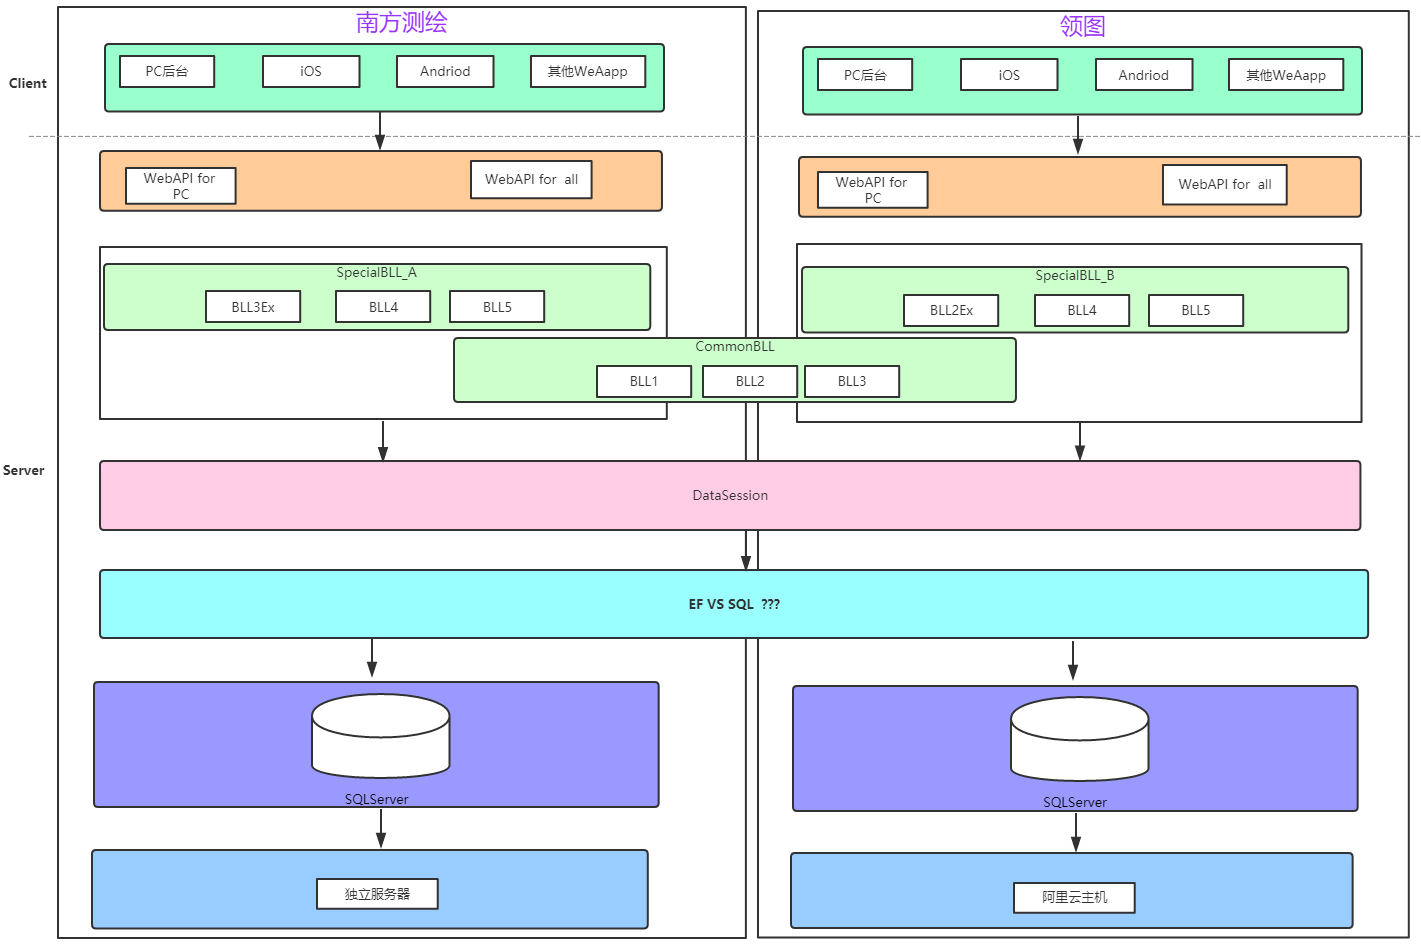 南方测绘
领图
Client
PC后台
iOS
Andriod
其他WeAapp
PC后台
iOS
Andriod
其他WeAapp
WebAPI for
PC
WebAPI for  all
WebAPI for
PC
WebAPI for  all
SpecialBLL_A
BLL3Ex
BLL4
BLL5
SpecialBLL_B
BLL2Ex
BLL4
BLL5
CommonBLL
BLL1
BLL2
BLL3
Server
DataSession
EF VS SQL  ???
SQLServer
SQLServer
独立服务器
阿里云主机